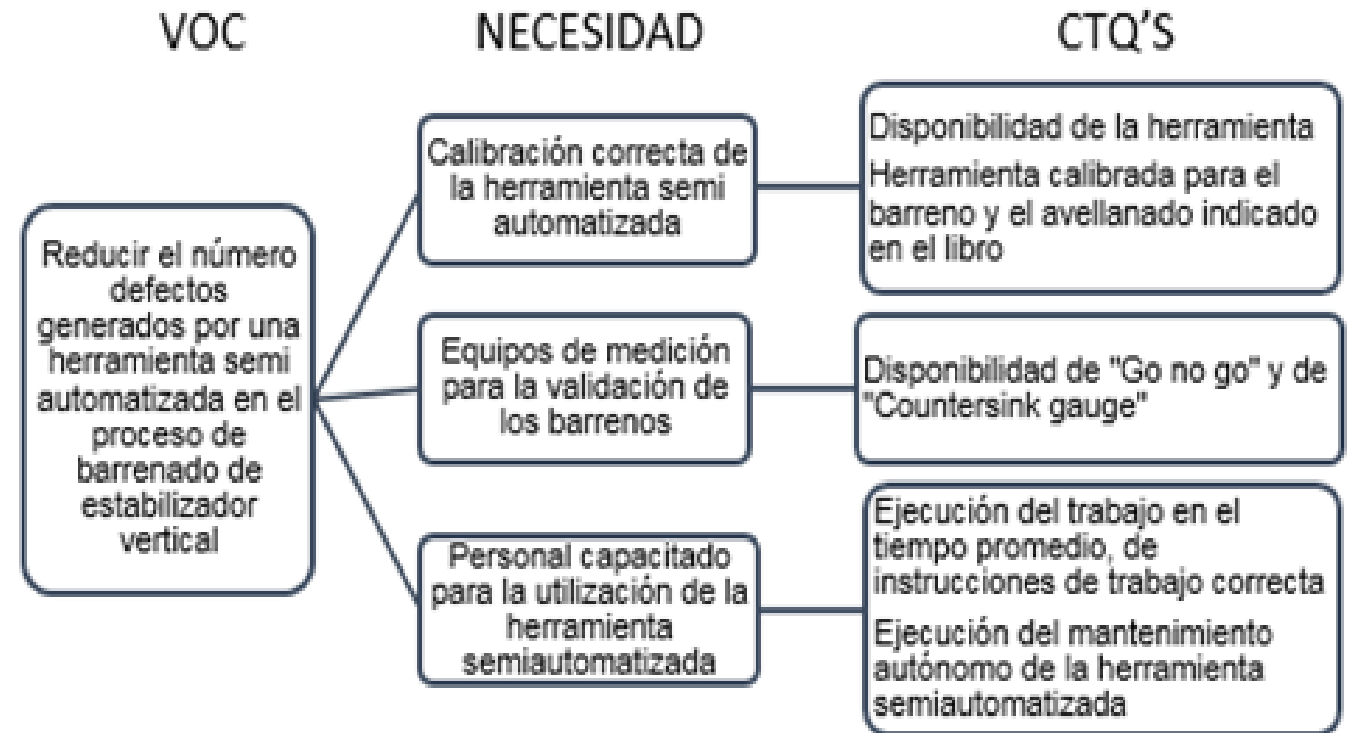 VOC
NECESIDAD
CTQ'S
Reducir el número
defectos
generados por una
herramienta semi
automatizada en el
proceso de
barrenado de
estabilizador
vertical
Calibración correcta de
la herramienta semi
automatizada
Equipos de medición
para la validación de
los barrenos
Personal capacitado
para la utilización de la
herramienta
semiautomatizada
Disponibilidad de la herramienta
Herramienta calibrada para el
barreno y el avellanado indicado
en el libro
Disponibilidad de "Go no go" y de
"Countersink gauge"
Ejecución del trabajo en el
tiempo promedio, de
instrucciones de trabajo correcta
Ejecución del mantenimiento
autónomo de la herramienta
semiautomatizada